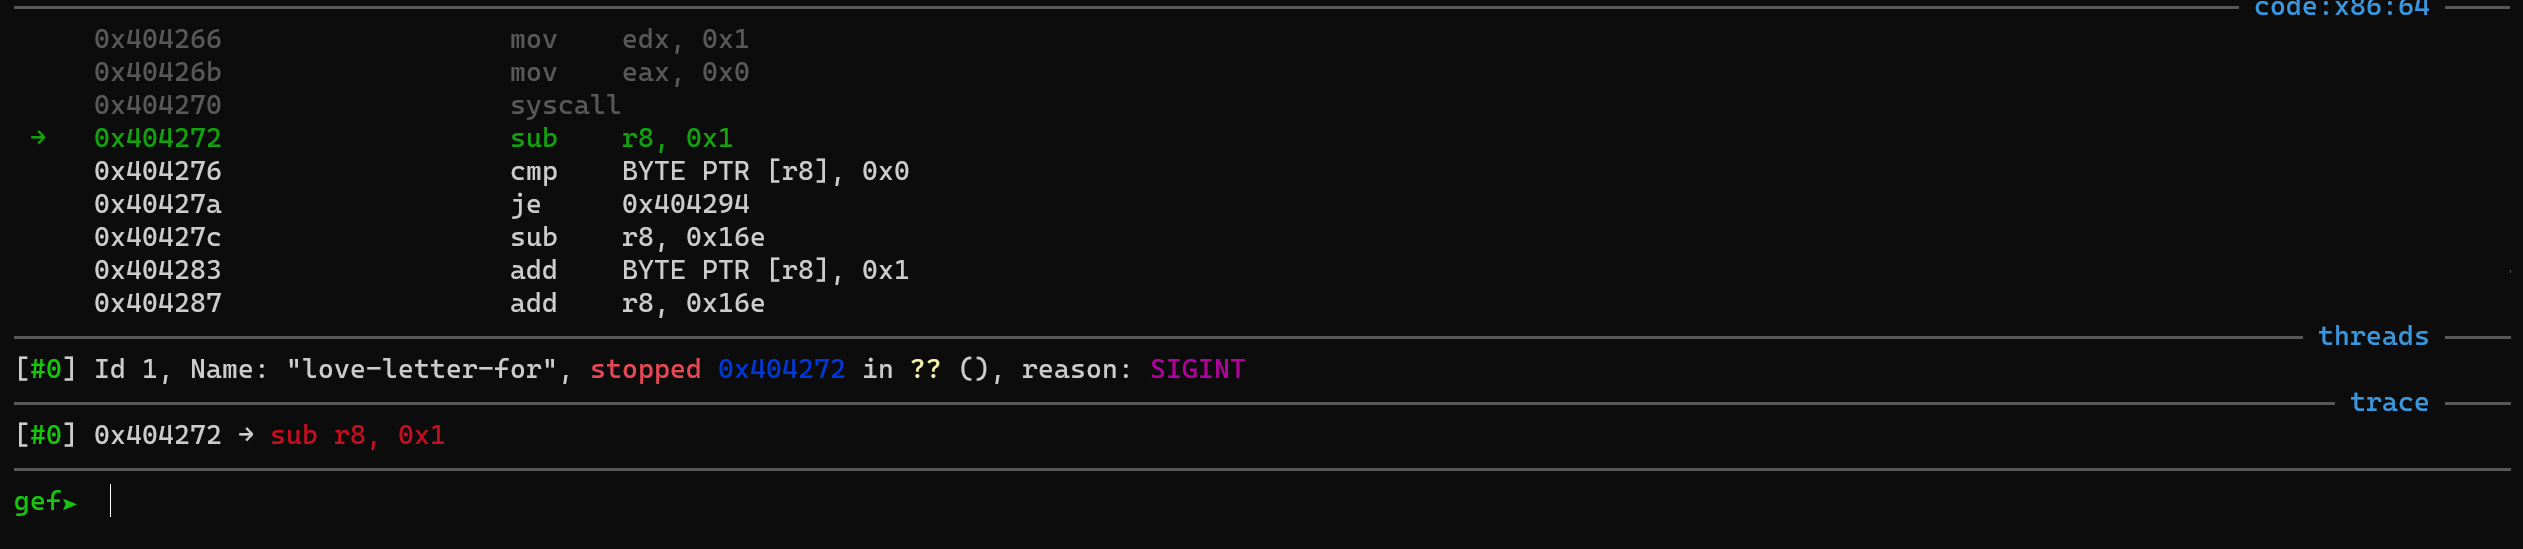 code:x86:64
0x404266 mov edx, 0x1
0x40426b mov eax, 0x0
0x404270 syscall
→ 0x404272 sub r8, 0x1
0x404276 cmp BYTE PTR [r8], 0x0
0x40427a je 0x404294
0x40427c sub r8, 0x16e
0x404283 add BYTE PTR [r8], 0x1
0x404287 add r8, 0x16e
threads
[#0] Id 1, Name: "love-letter-for", stopped 0x404272 in ?? (), reason: SIGINT
trace
[#0] 0x404272 → sub r8, 0x1
gef➤